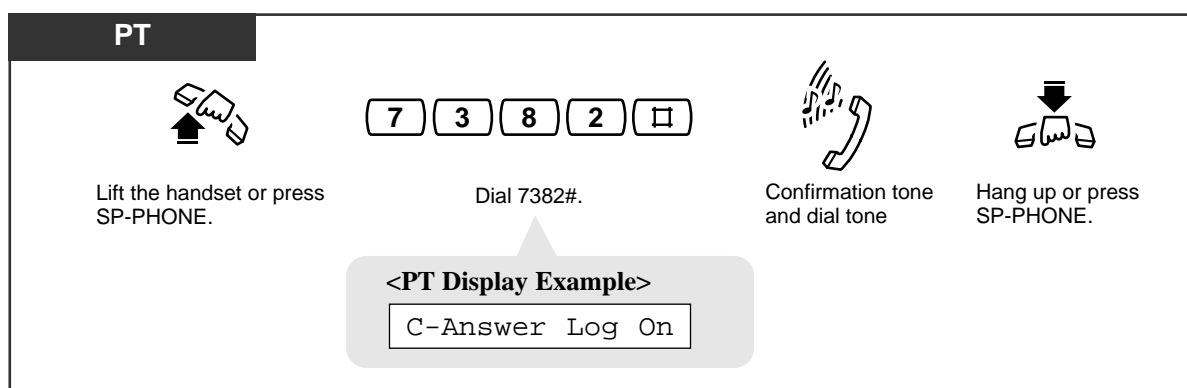 PT
7 3 8 2 #
Lift the handset or press
SP-PHONE.
Dial 7382#.
Confirmation tone
and dial tone
Hang up or press
SP-PHONE.
<PT Display Example>
C-Answer Log On